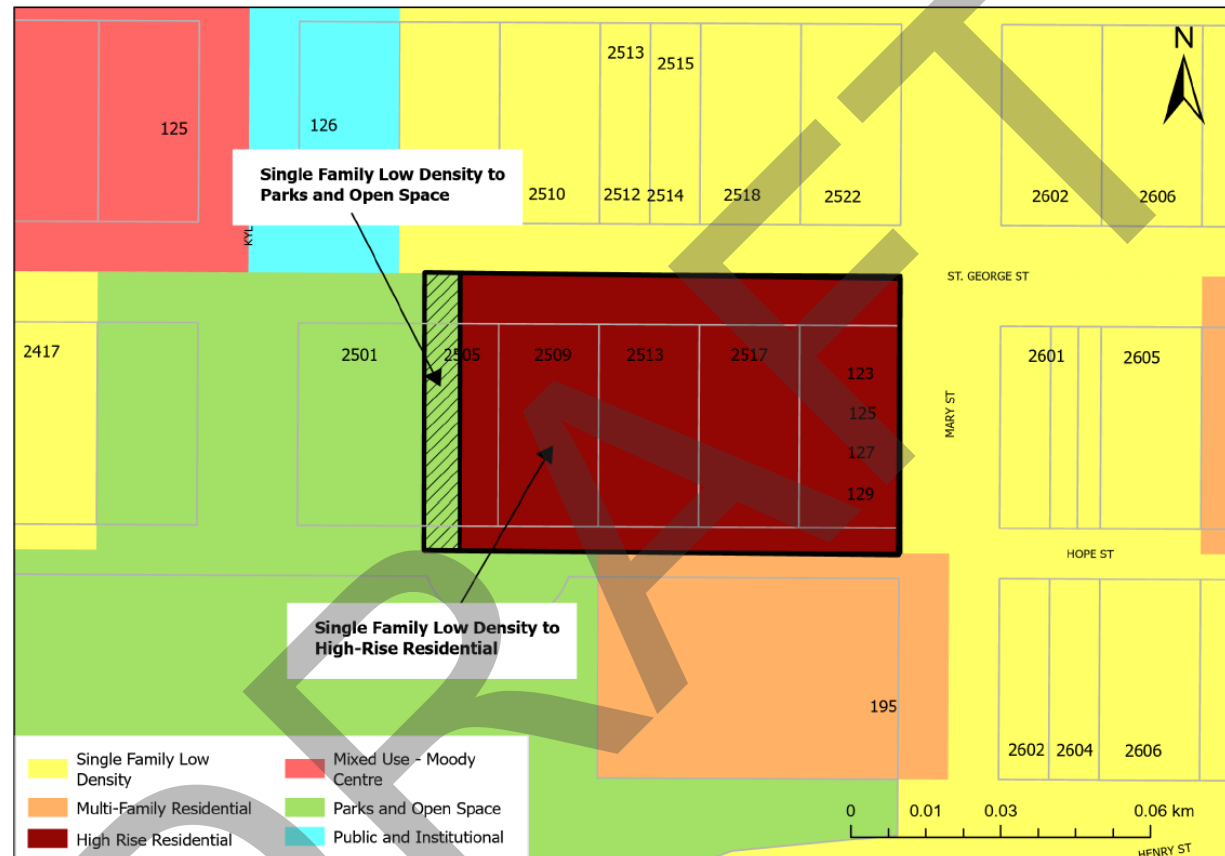 2513
2515
N
125
126
Single Family Low Density to
Parks and Open Space
2510
2512
2514
2518
2522
2602
2606
KYL
ST. GEORGE ST
2417
2501
2505
2509
2513
2517
123
125
127
129
2601
2605
MARY ST
HOPE ST
Single Family Low Density to
High-Rise Residential
195
2602
2604
2606
Single Family Low
Density
Multi-Family Residential
High Rise Residential
Mixed Use - Moody
Centre
Parks and Open Space
Public and Institutional
0
0.01
0.03
0.06 km
HENRY ST
DRAFT